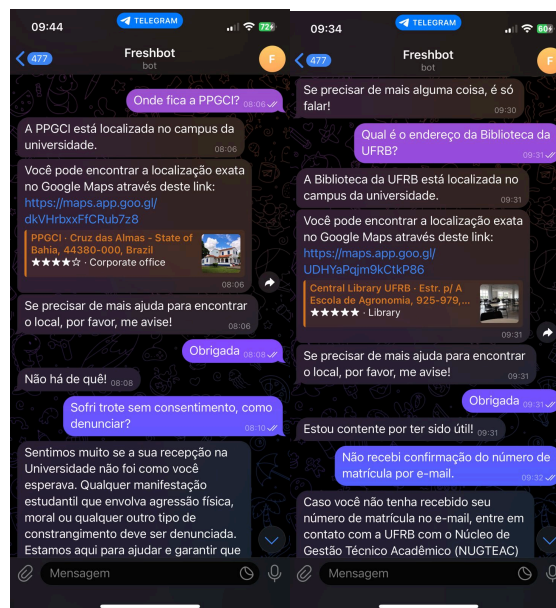 09:44
TELEGRAM
72
477
Freshbot
bot
F
Onde fica a PPGCI? 08:06
A PPGCI está localizada no campus da
universidade. 08:06
Você pode encontrar a localização exata
no Google Maps através deste link:
https://maps.app.goo.gl/
dkVHrbxxFfCRub7z8
PPGCI · Cruz das Almas - State of
Bahia, 44380-000, Brazil
★★★★☆ · Corporate office
08:06
Se precisar de mais ajuda para encontrar
o local, por favor, me avise! 08:06
Obrigada 08:08
Não há de quê! 08:08
Sofri trote sem consentimento, como
denunciar? 08:10
Sentimos muito se a sua recepção na
Universidade não foi como você
esperava. Qualquer manifestação
estudantil que envolva agressão física,
moral ou qualquer outro tipo de
constrangimento deve ser denunciada.
Estamos aqui para ajudar e garantir que
Mensagem
09:34
TELEGRAM
60
477
Freshbot
bot
F
Se precisar de mais alguma coisa, é só
falar! 09:30
Qual é o endereço da Biblioteca da
UFRB? 09:31
A Biblioteca da UFRB está localizada no
campus da universidade. 09:31
Você pode encontrar a localização exata
no Google Maps através deste link:
https://maps.app.goo.gl/
UDHYaPqjm9kCtkP86
Central Library UFRB · Estr. p/ A
Escola de Agronomia, 925-979,...
★★★★★ · Library
09:31
Se precisar de mais ajuda para encontrar
o local, por favor, me avise! 09:31
Obrigada 09:31
Estou contente por ter sido útil! 09:31
Não recebi confirmação do número de
matrícula por e-mail. 09:32
Caso você não tenha recebido seu
número de matrícula no e-mail, entre em
contato com a UFRB com o Núcleo de
Gestão Técnico Acadêmico (NUGTEAC)
Mensagem